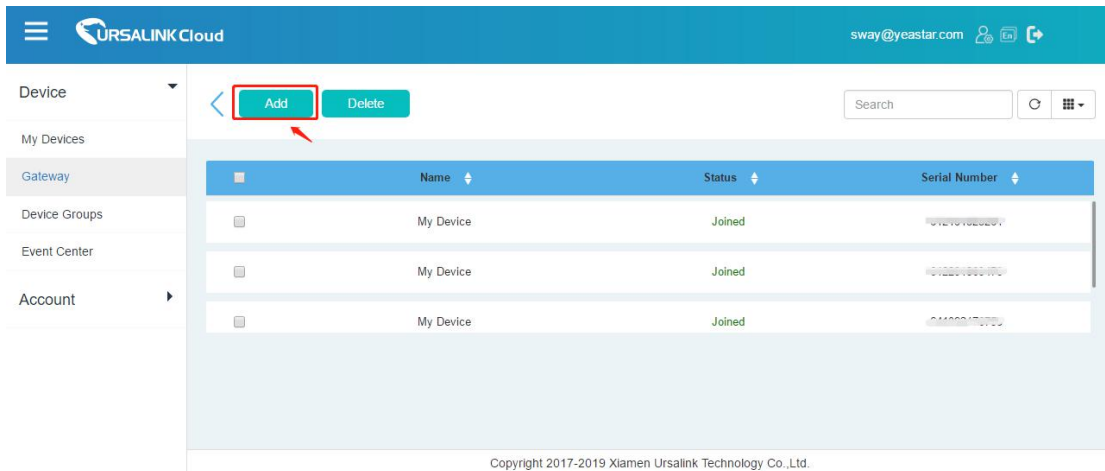 URSALINK Cloud
sway@yeastar.com En
Device
Add Delete Search
My Devices
Gateway
Name Status Serial Number
Device Groups
My Device Joined
Event Center
My Device Joined
Account
My Device Joined
Copyright 2017-2019 Xiamen Ursalink Technology Co.,Ltd.